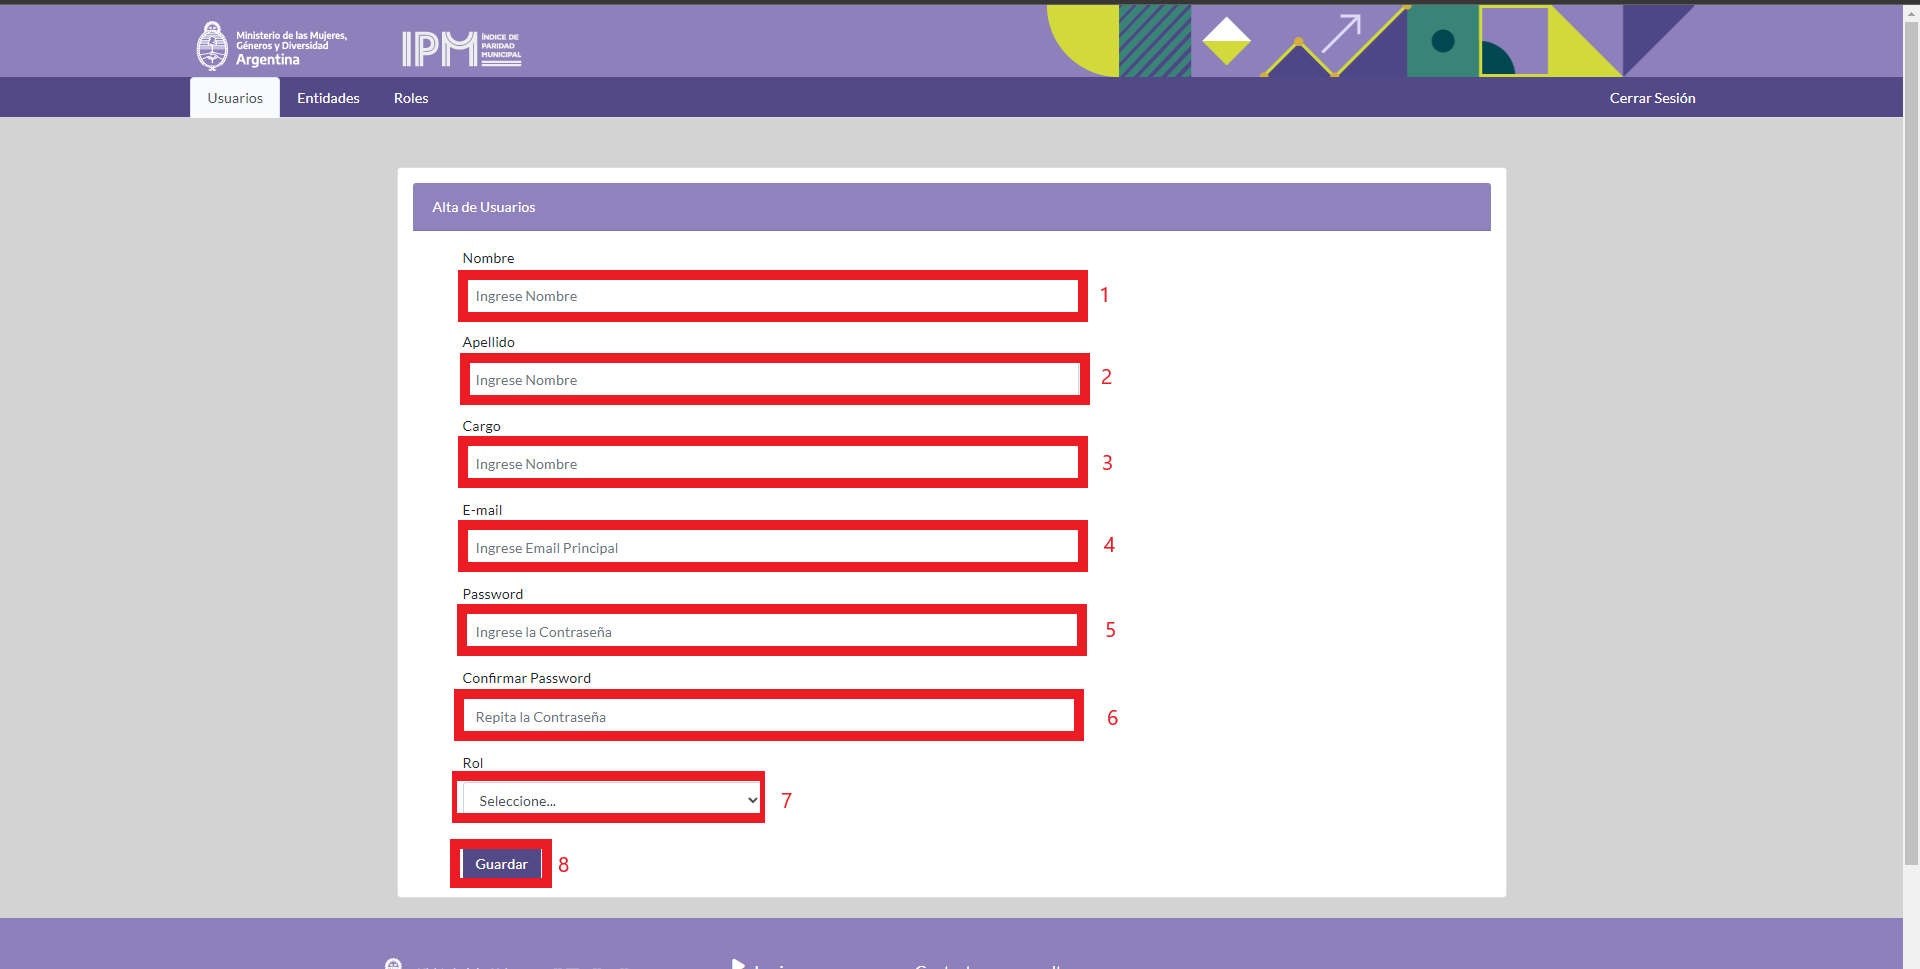 Ministerio de las Mujeres,
Géneros y Diversidad
Argentina
IPM
ÍNDICE DE
PARIDAD
MUNICIPAL
Usuarios
Entidades
Roles
Cerrar Sesión
Alta de Usuarios
Nombre
Ingrese Nombre
1
Apellido
Ingrese Nombre
2
Cargo
Ingrese Nombre
3
E-mail
Ingrese Email Principal
4
Password
Ingrese la Contraseña
5
Confirmar Password
Repita la Contraseña
6
Rol
Seleccione...
7
Guardar
8